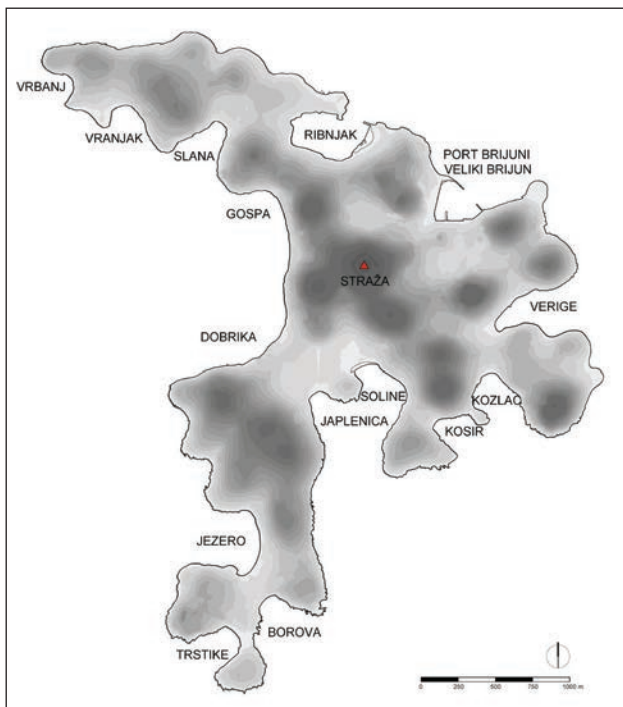 VRBANJ
VRANJAK
SLANA
RIBNJAK
PORT BRIJUNI
VELIKI BRIJUN
GOSPA
STRAŽA
VERIGE
DOBRIKA
SOLINE
KOZLAC
JAPLENICA
KOSIR
JEZERO
BOROVA
TRSTIKE
0 250 500 750 1000 m